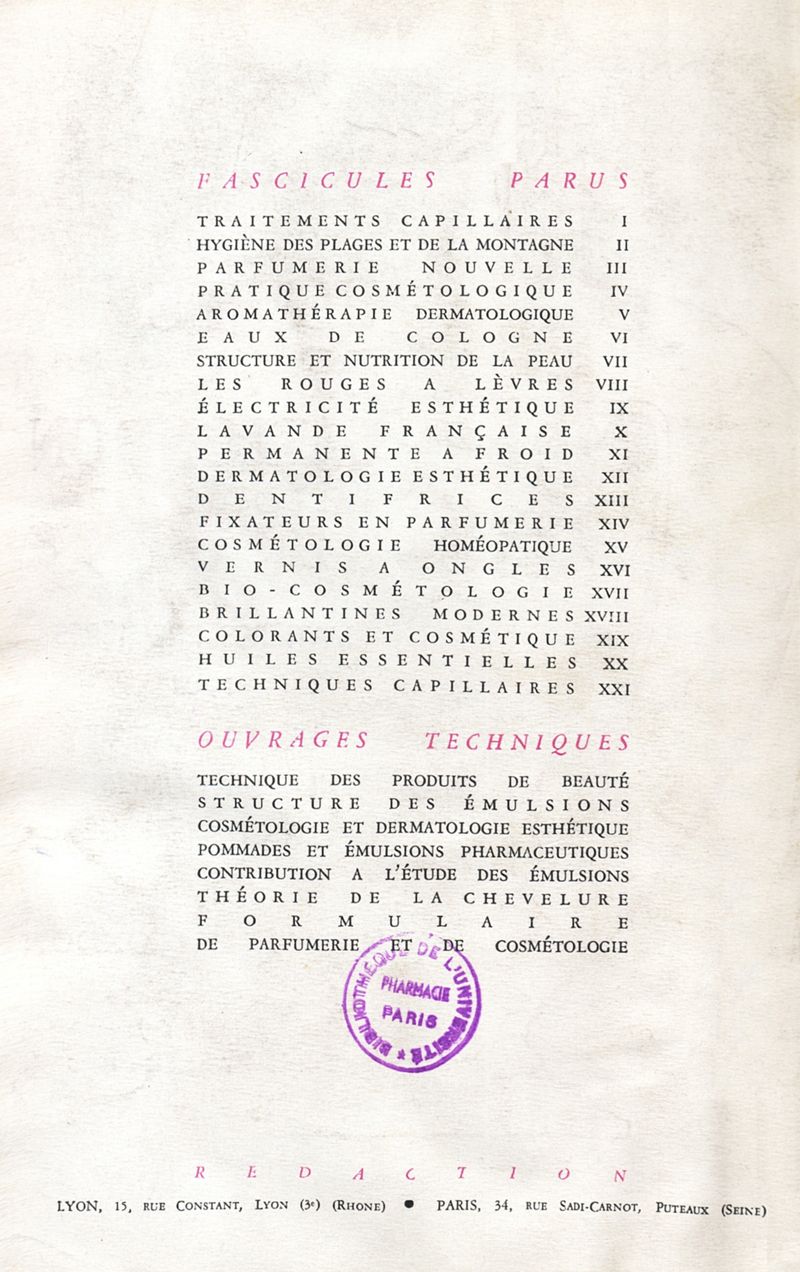 FASCICULES PARUS
TRAITEMENTS CAPILLAIRES I
HYGIÈNE DES PLAGES ET DE LA MONTAGNE II
PARFUMERIE NOUVELLE III
PRATIQUE COSMÉTOLOGIQUE IV
AROMATHÉRAPIE DERMATOLOGIQUE V
EAUX DE COLOGNE VI
STRUCTURE ET NUTRITION DE LA PEAU VII
LES ROUGES A LÈVRES VIII
ÉLECTRICITÉ ESTHÉTIQUE IX
LAVANDE FRANÇAISE X
PERMANENTE A FROID XI
DERMATOLOGIE ESTHÉTIQUE XII
DENTIFRICES XIII
FIXATEURS EN PARFUMERIE XIV
COSMÉTOLOGIE HOMÉOPATIQUE XV
VERNIS A ONGLES XVI
BIO-COSMÉTOLOGIE XVII
BRILLANTINES MODERNES XVIII
COLORANTS ET COSMÉTIQUE XIX
HUILES ESSENTIELLES XX
TECHNIQUES CAPILLAIRES XXI
OUVRAGES TECHNIQUES
TECHNIQUE DES PRODUITS DE BEAUTÉ
STRUCTURE DES ÉMULSIONS
COSMÉTOLOGIE ET DERMATOLOGIE ESTHÉTIQUE
POMMADES ET ÉMULSIONS PHARMACEUTIQUES
CONTRIBUTION A L'ÉTUDE DES ÉMULSIONS
THÉORIE DE LA CHEVELURE
FORMULAIRE
DE PARFUMERIE ET DE COSMÉTOLOGIE
BIBLIOTHÈQUE DE L'UNIVERSITÉ
PHARMACIE
PARIS
REDACTION
LYON, 15, RUE CONSTANT, LYON (3e) (RHONE) ● PARIS, 34, RUE SADI-CARNOT, PUTEAUX (SEINE)